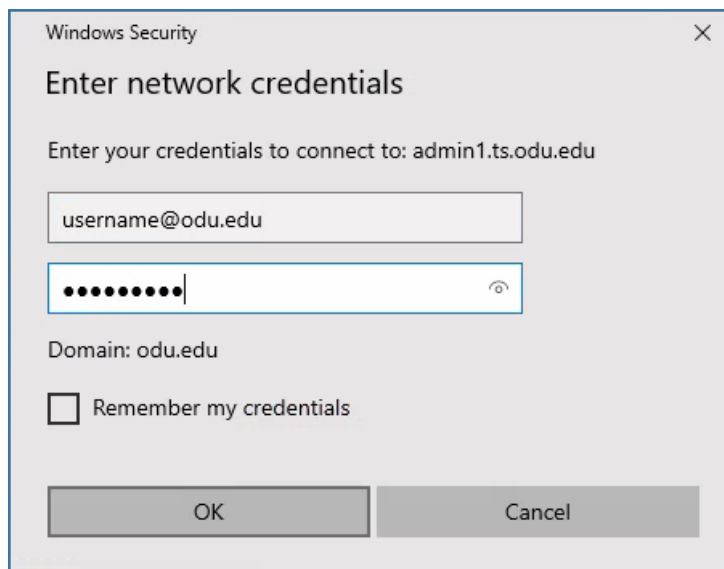 Windows Security
Enter network credentials
Enter your credentials to connect to: admin1.ts.odu.edu
username@odu.edu
●●●●●●●●●
Domain: odu.edu
Remember my credentials
OK
Cancel